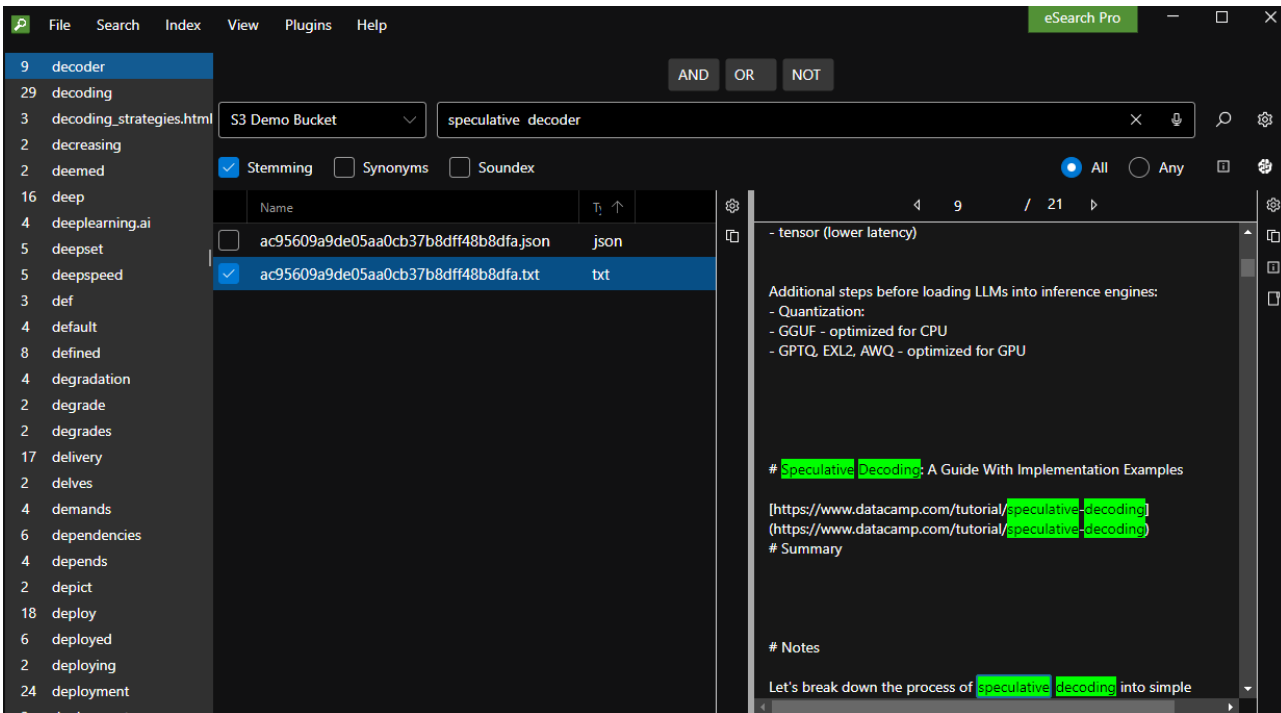 File Search Index View Plugins Help eSearch Pro
9 decoder
29 decoding
3 decoding_strategies.html
2 decreasing
2 deemed
16 deep
4 deeplearning.ai
5 deepset
5 deepspeed
3 def
4 default
8 defined
4 degradation
2 degrade
2 degrades
17 delivery
2 delves
4 demands
6 dependencies
4 depends
2 depict
18 deploy
6 deployed
2 deploying
24 deployment
AND OR NOT
S3 Demo Bucket speculative decoder
Stemming Synonyms Soundex All Any
Name
ac95609a9de05aa0cb37b8dff48b8dfa.json json
ac95609a9de05aa0cb37b8dff48b8dfa.txt txt
9 / 21
- tensor (lower latency)
Additional steps before loading LLMs into inference engines:
- Quantization:
- GGUF - optimized for CPU
- GPTQ, EXL2, AWQ - optimized for GPU
# Speculative Decoding: A Guide With Implementation Examples
[https://www.datacamp.com/tutorial/speculative-decoding]
(https://www.datacamp.com/tutorial/speculative-decoding)
# Summary
# Notes
Let's break down the process of speculative decoding into simple